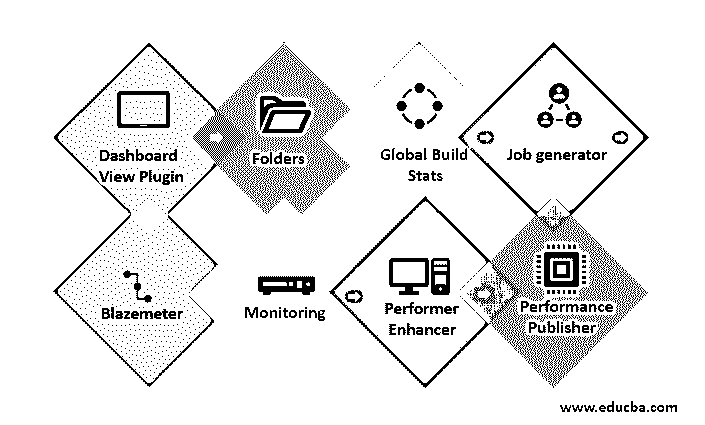 Dashboard
View Plugin
Folders
Global Build
Stats
Job generator
Blazemeter
Monitoring
Performer
Enhancer
Performance
Publisher
www.educba.com